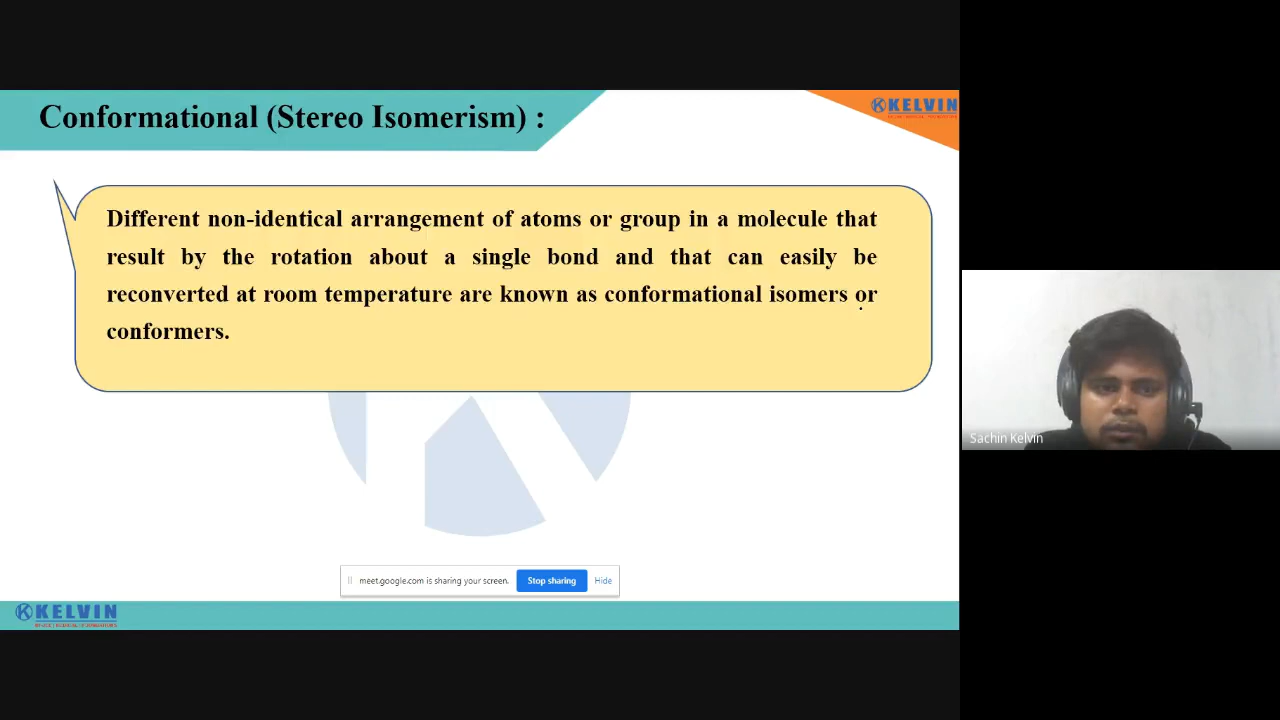 Conformational (Stereo Isomerism) :
KELVIN
Different non-identical arrangement of atoms or group in a molecule that
result by the rotation about a single bond and that can easily be
reconverted at room temperature are known as conformational isomers or
conformers.
Sachin Kelvin
meet.google.com is sharing your screen.
Stop sharing
Hide
KELVIN